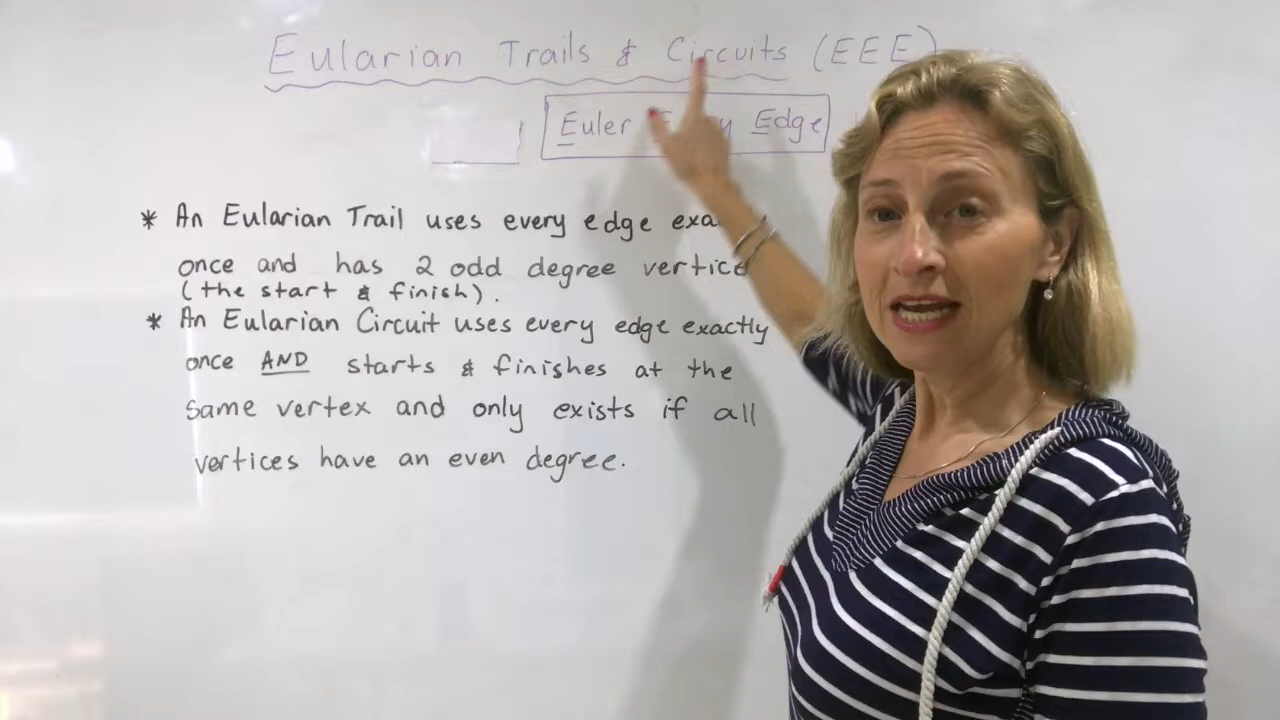 Eularian Trails & Circuits (EEE)
Euler Edge
* An Eularian Trail uses every edge
once and has 2 odd degree
(the start & finish).
* An Eularian Circuit uses every edge exactly
once AND starts & finishes at the
same vertex and only exists if all
vertices have an even degree.